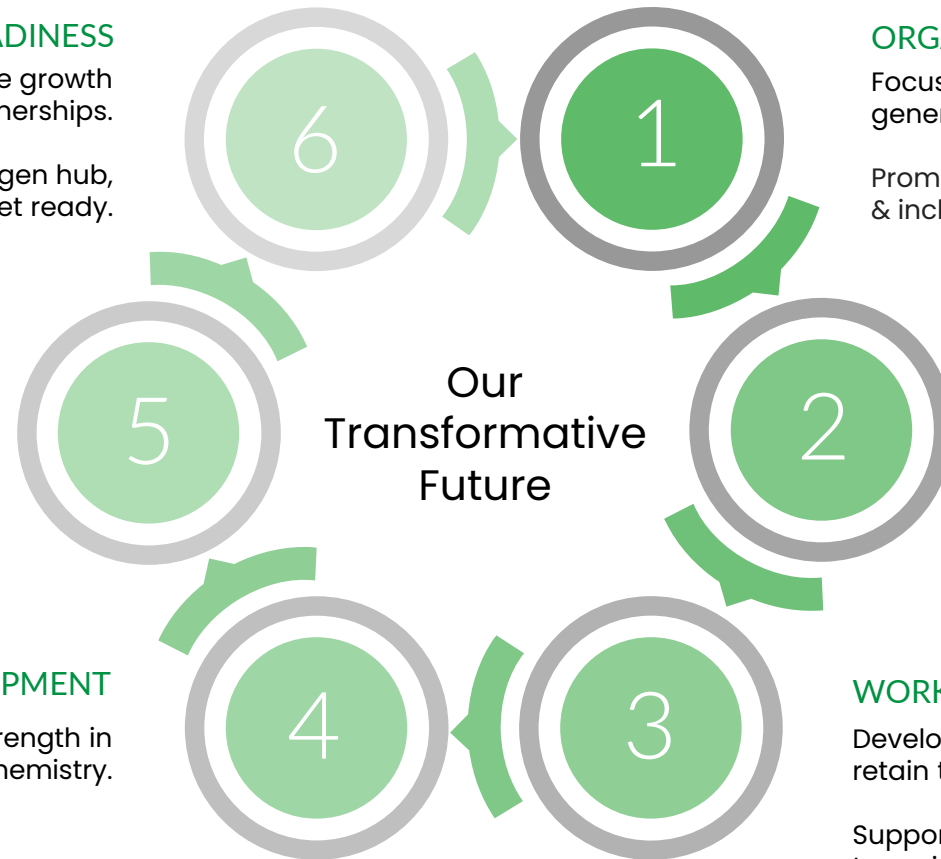 ADINESS
e growth
nerships.
gen hub,
et ready.
6
1
ORGA
Focus
gener
Prom
& incl
5
Our
Transformative
Future
2
PMENT
rength in
hemistry.
4
3
WORK
Develo
retain t
Suppor